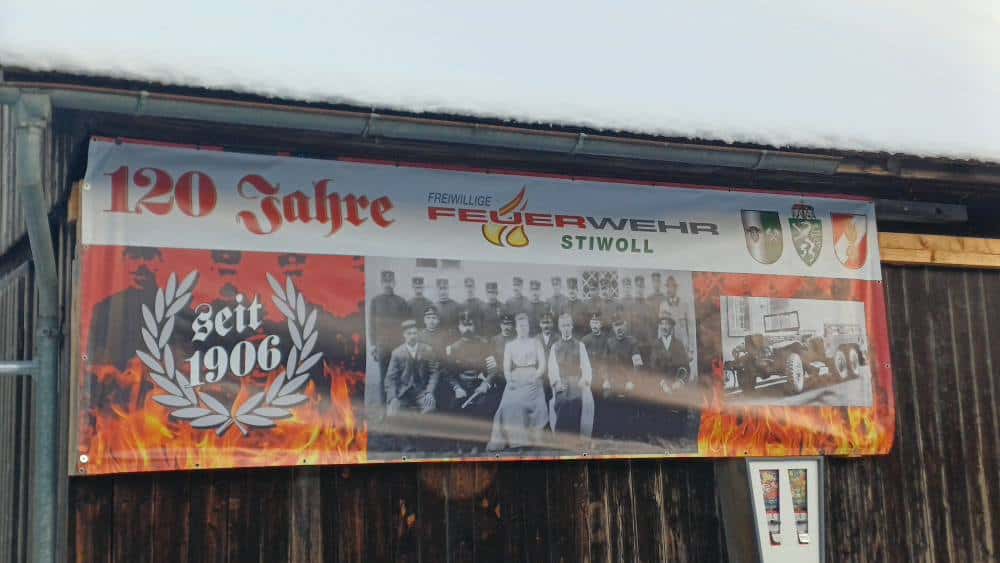 120 Jahre
FREIWILLIGE
FEUERWEHR
STIWOLL
seit
1906